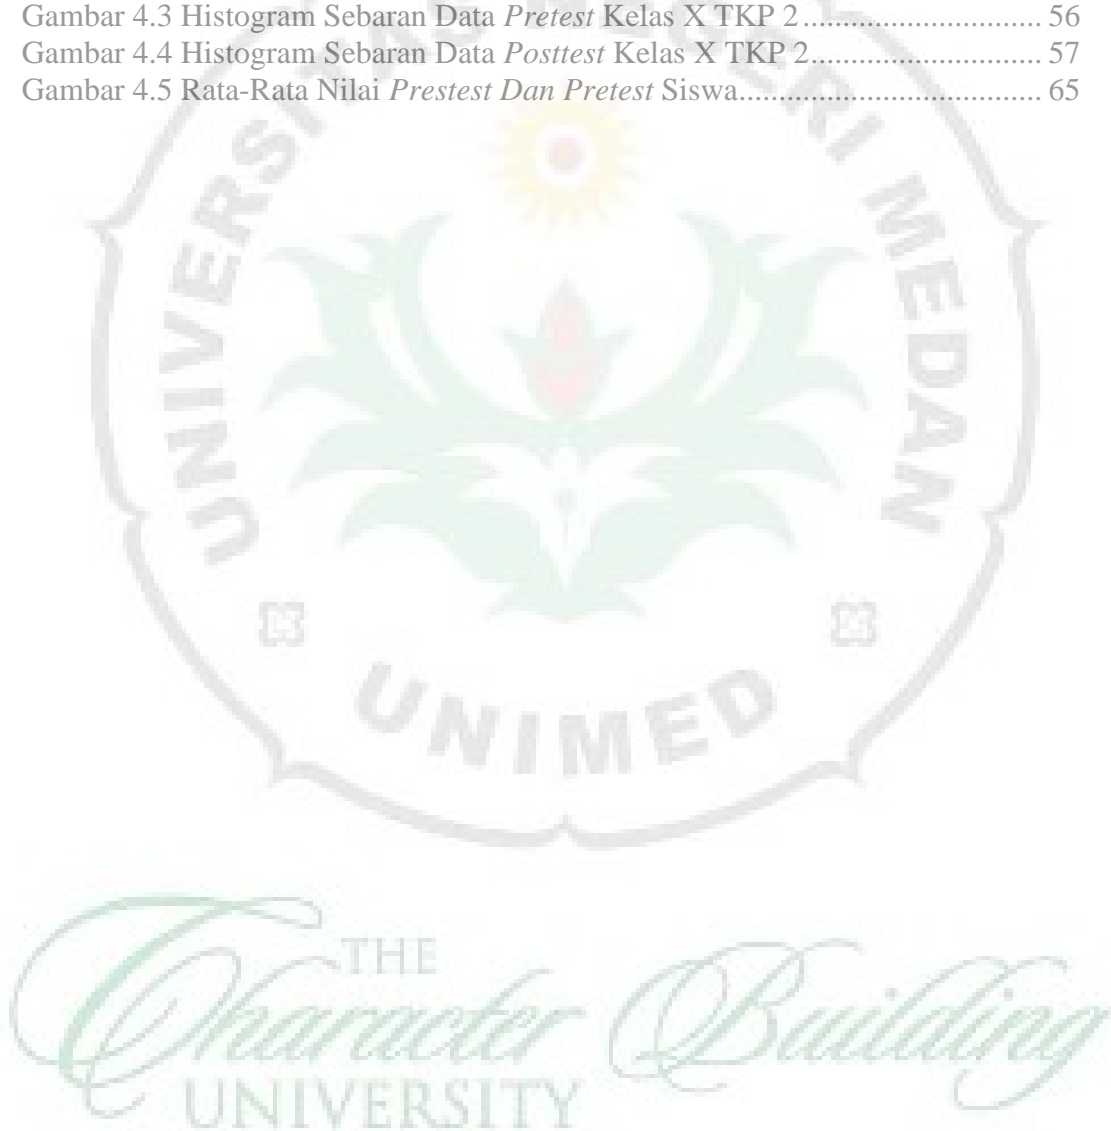 Gambar 4.3 Histogram Sebaran Data Pretest Kelas X TKP 2 ............................ 56
Gambar 4.4 Histogram Sebaran Data Posttest Kelas X TKP 2........................... 57
Gambar 4.5 Rata-Rata Nilai Prestest Dan Pretest Siswa.................................... 65
UNIVERSITAS NEGERI MEDAN
UNIMED
THE
Character Building
UNIVERSITY